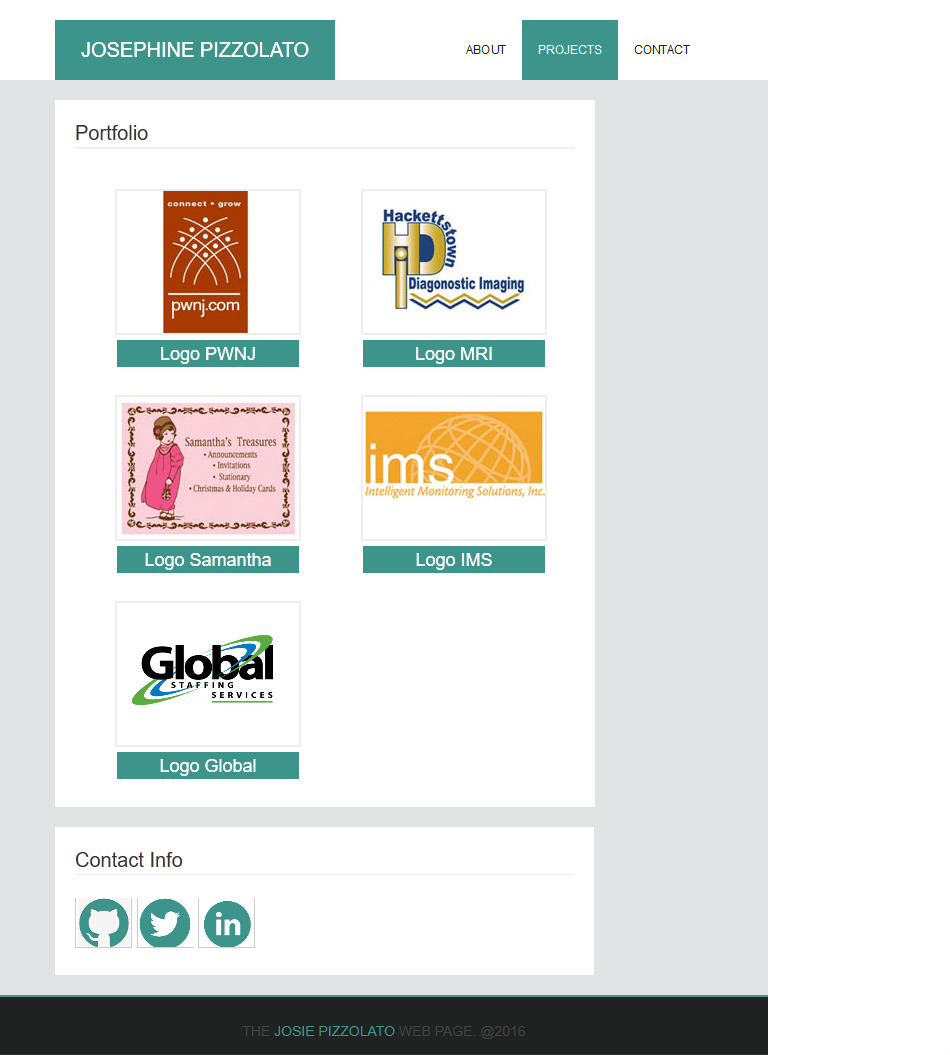 JOSEPHINE PIZZOLATO
ABOUT PROJECTS CONTACT
Portfolio
connect • grow
pwnj.com
Logo PWNJ
Hackettstown
HDi
Diagonostic Imaging
Logo MRI
Samantha's Treasures
• Announcements
• Invitations
• Stationary
• Christmas & Holiday Cards
Logo Samantha
ims
Intelligent Monitoring Solutions, Inc.
Logo IMS
Global
STAFFING
SERVICES
Logo Global
Contact Info
in
THE JOSIE PIZZOLATO WEB PAGE. @2016